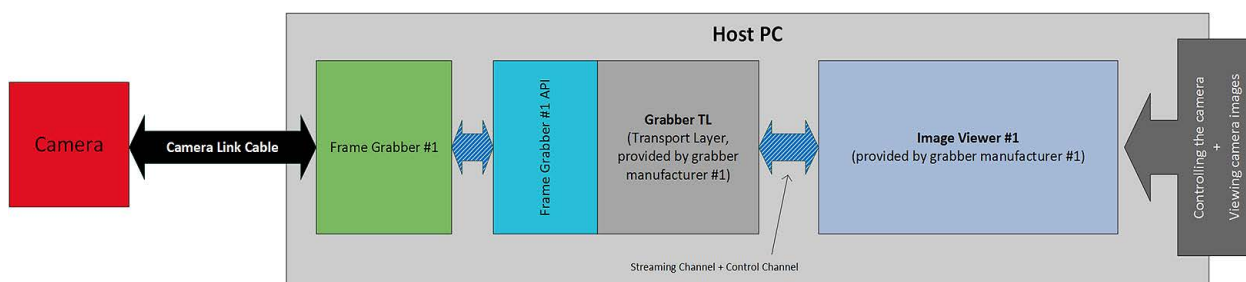 Host PC
Camera
Camera Link Cable
Frame Grabber #1
Frame Grabber #1 API
Grabber TL
(Transport Layer,
provided by grabber
manufacturer #1)
Image Viewer #1
(provided by grabber manufacturer #1)
Controlling the camera
+
Viewing camera images
Streaming Channel + Control Channel